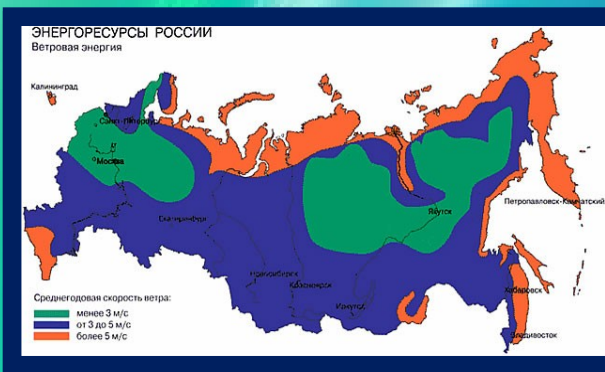 ЭНЕРГОРЕСУРСЫ РОССИИ
Ветровая энергия
Калининград
Санкт-Петербург
Москва
Петропавловск-Камчатский
Якутск
Екатеринбург
Новосибирск
Красноярск
Иркутск
Хабаровск
Владивосток
Среднегодовая скорость ветра:
менее 3 м/с
от 3 до 5 м/с
более 5 м/с